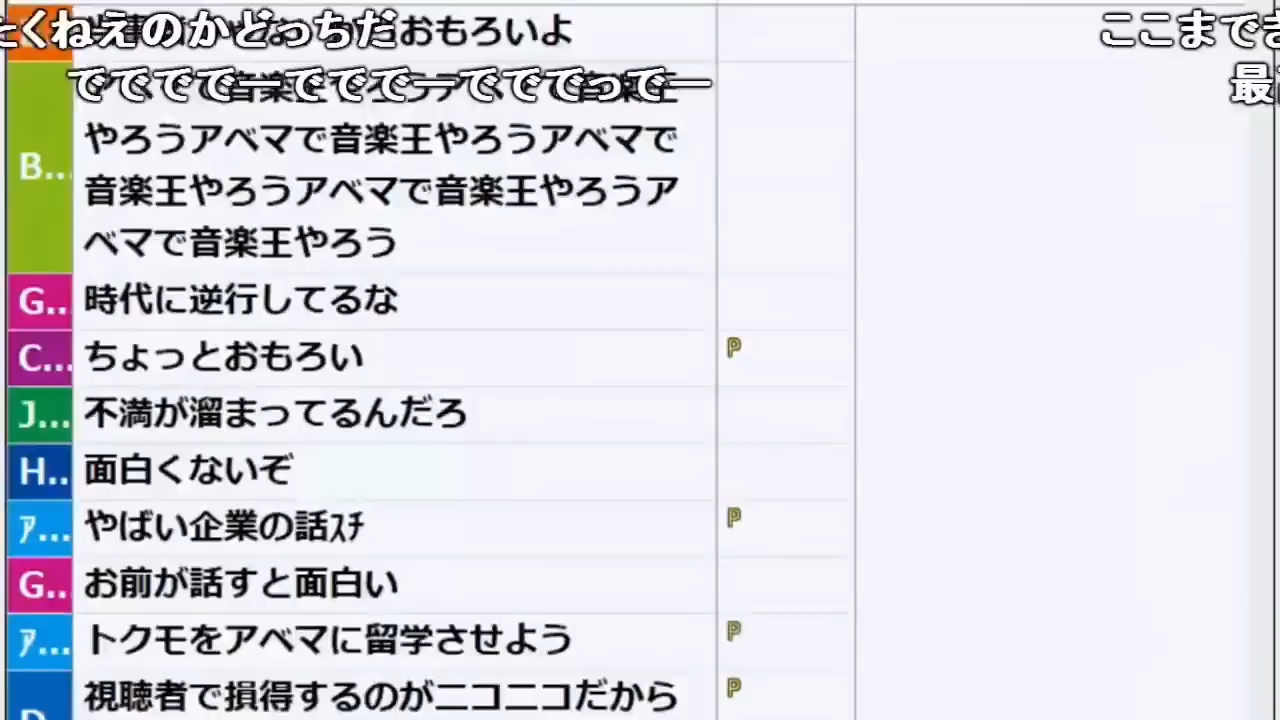 たくねえのかどっちだ
おもろいよ
ここまでき
でででで━ででで━ででででっで━
最
B...
やろうアベマで音楽王やろうアベマで
音楽王やろうアベマで音楽王やろうア
ベマで音楽王やろう
G...
時代に逆行してるな
C...
ちょっとおもろい
P
J...
不満が溜まってるんだろ
H..
面白くないぞ
ｱ...
やばい企業の話ｽﾁ
P
G...
お前が話すと面白い
ｱ...
トクモをアベマに留学させよう
P
D
視聴者で損得するのがニコニコだから
P